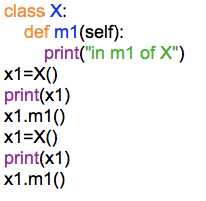 class X:
    def m1(self):
        print("in m1 of X")
x1=X()
print(x1)
x1.m1()
x1=X()
print(x1)
x1.m1()